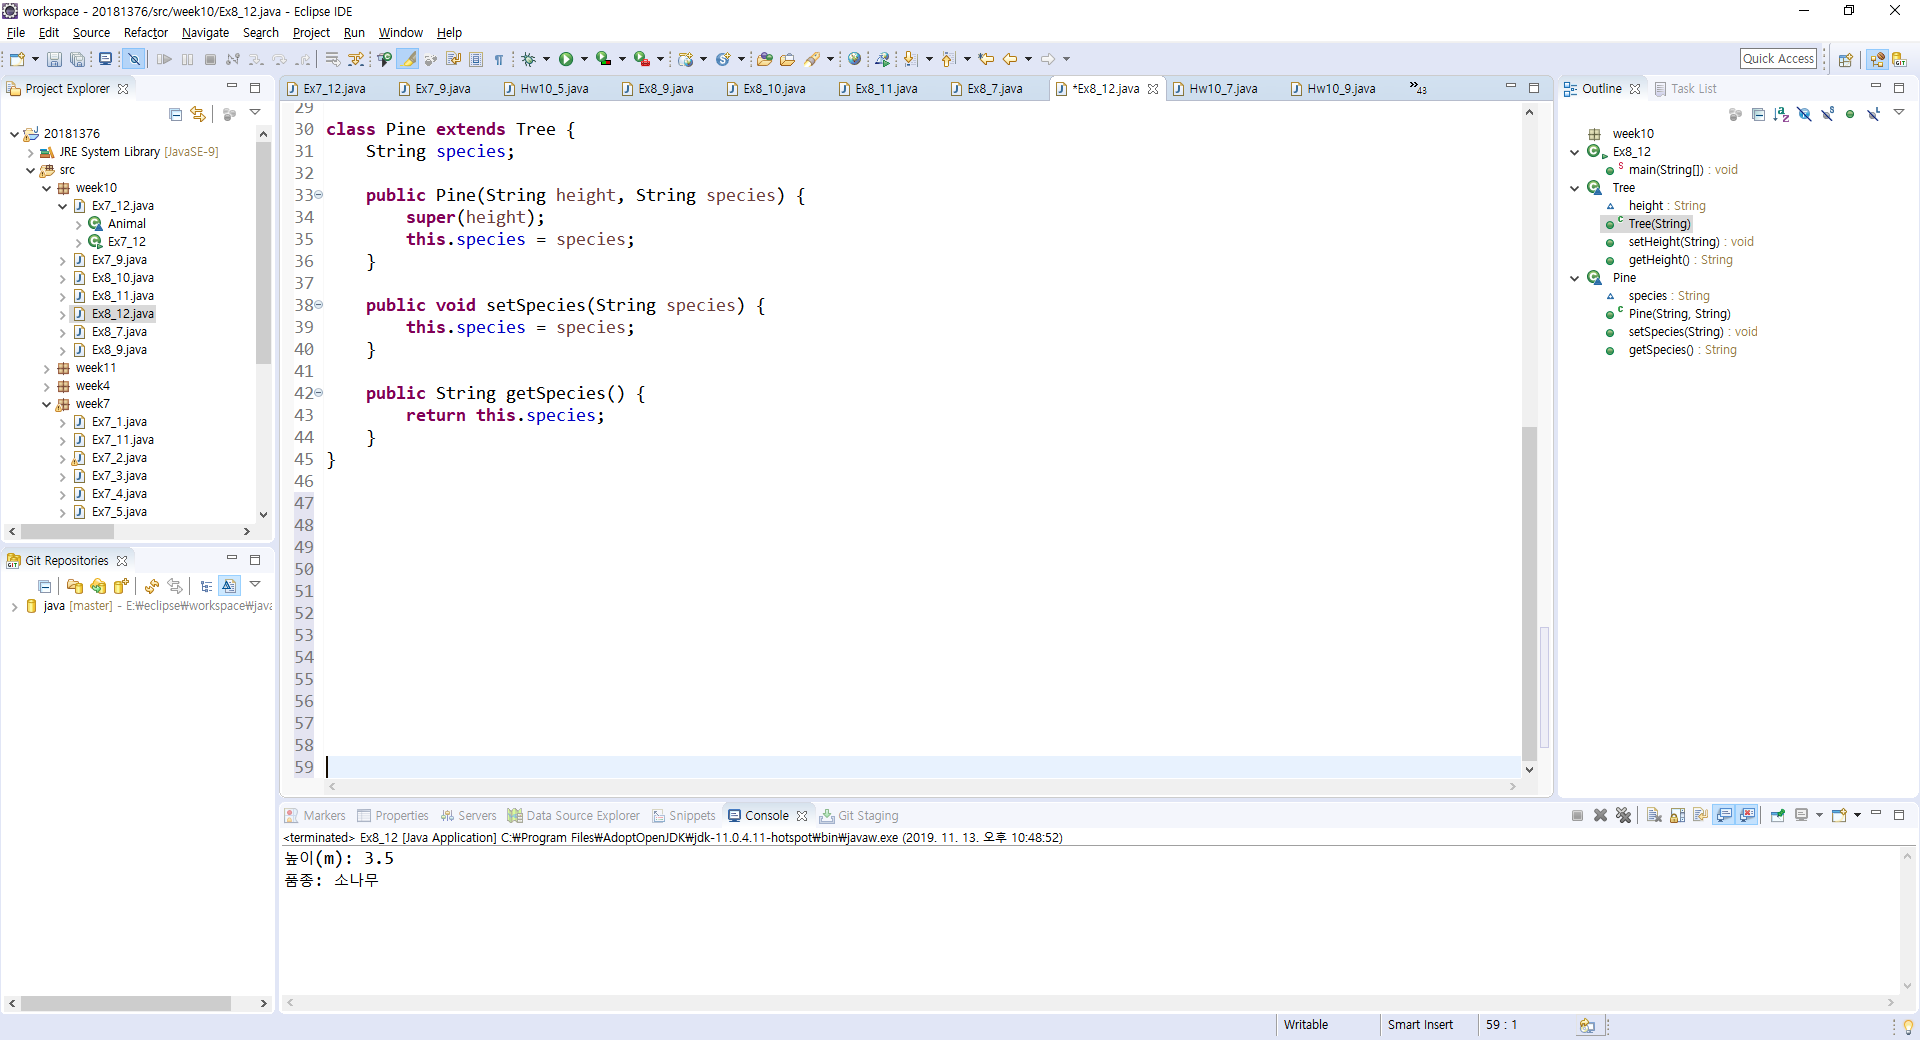 workspace - 20181376/src/week10/Ex8_12.java - Eclipse IDE
File Edit Source Refactor Navigate Search Project Run Window Help
Quick Access
Project Explorer
20181376
JRE System Library [JavaSE-9]
src
week10
Ex7_12.java
Animal
Ex7_12
Ex7_9.java
Ex8_10.java
Ex8_11.java
Ex8_12.java
Ex8_7.java
Ex8_9.java
week11
week4
week7
Ex7_1.java
Ex7_11.java
Ex7_2.java
Ex7_3.java
Ex7_4.java
Ex7_5.java
Git Repositories
java [master] - E:₩eclipse₩workspace₩java
Ex7_12.java Ex7_9.java Hw10_5.java Ex8_9.java Ex8_10.java Ex8_11.java Ex8_7.java *Ex8_12.java Hw10_7.java Hw10_9.java »43
29
30 class Pine extends Tree {
31 String species;
32
33 public Pine(String height, String species) {
34 super(height);
35 this.species = species;
36 }
37
38 public void setSpecies(String species) {
39 this.species = species;
40 }
41
42 public String getSpecies() {
43 return this.species;
44 }
45 }
46
47
48
49
50
51
52
53
54
55
56
57
58
59
Outline Task List
week10
Ex8_12
main(String[]) : void
Tree
height : String
Tree(String)
setHeight(String) : void
getHeight() : String
Pine
species : String
Pine(String, String)
setSpecies(String) : void
getSpecies() : String
Markers Properties Servers Data Source Explorer Snippets Console Git Staging
<terminated> Ex8_12 [Java Application] C:₩Program Files₩AdoptOpenJDK₩jdk-11.0.4.11-hotspot₩bin₩javaw.exe (2019. 11. 13. 오후 10:48:52)
높이(m): 3.5
품종: 소나무
Writable Smart Insert 59 : 1